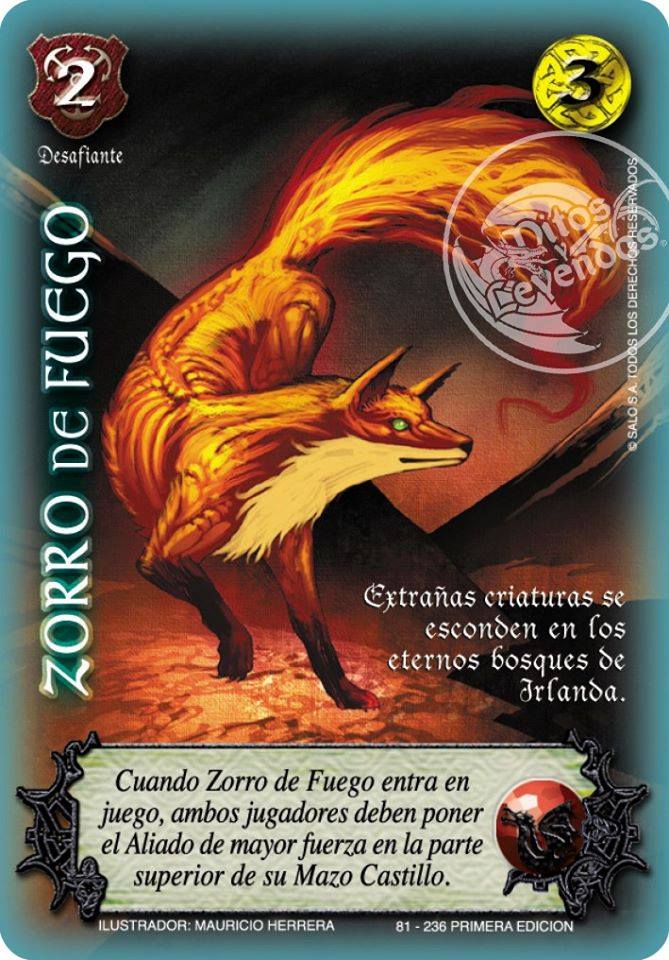 2
3
Desafiante
ZORRO DE FUEGO
Mitos
y
Leyendas
© SALO S.A. TODOS LOS DERECHOS RESERVADOS
Extrañas criaturas se
esconden en los
eternos bosques de
Irlanda.
Cuando Zorro de Fuego entra en
juego, ambos jugadores deben poner
el Aliado de mayor fuerza en la parte
superior de su Mazo Castillo.
ILUSTRADOR: MAURICIO HERRERA
81 - 236 PRIMERA EDICION